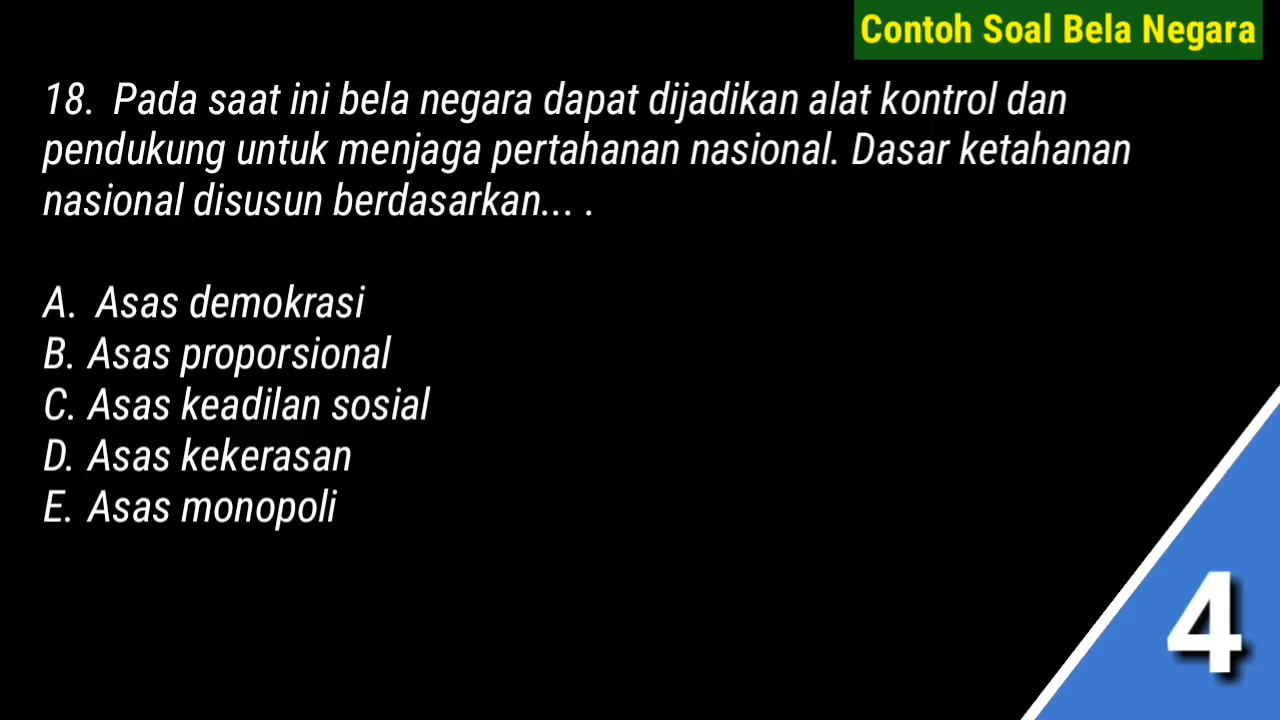 Contoh Soal Bela Negara
18. Pada saat ini bela negara dapat dijadikan alat kontrol dan
pendukung untuk menjaga pertahanan nasional. Dasar ketahanan
nasional disusun berdasarkan... .
A. Asas demokrasi
B. Asas proporsional
C. Asas keadilan sosial
D. Asas kekerasan
E. Asas monopoli
4